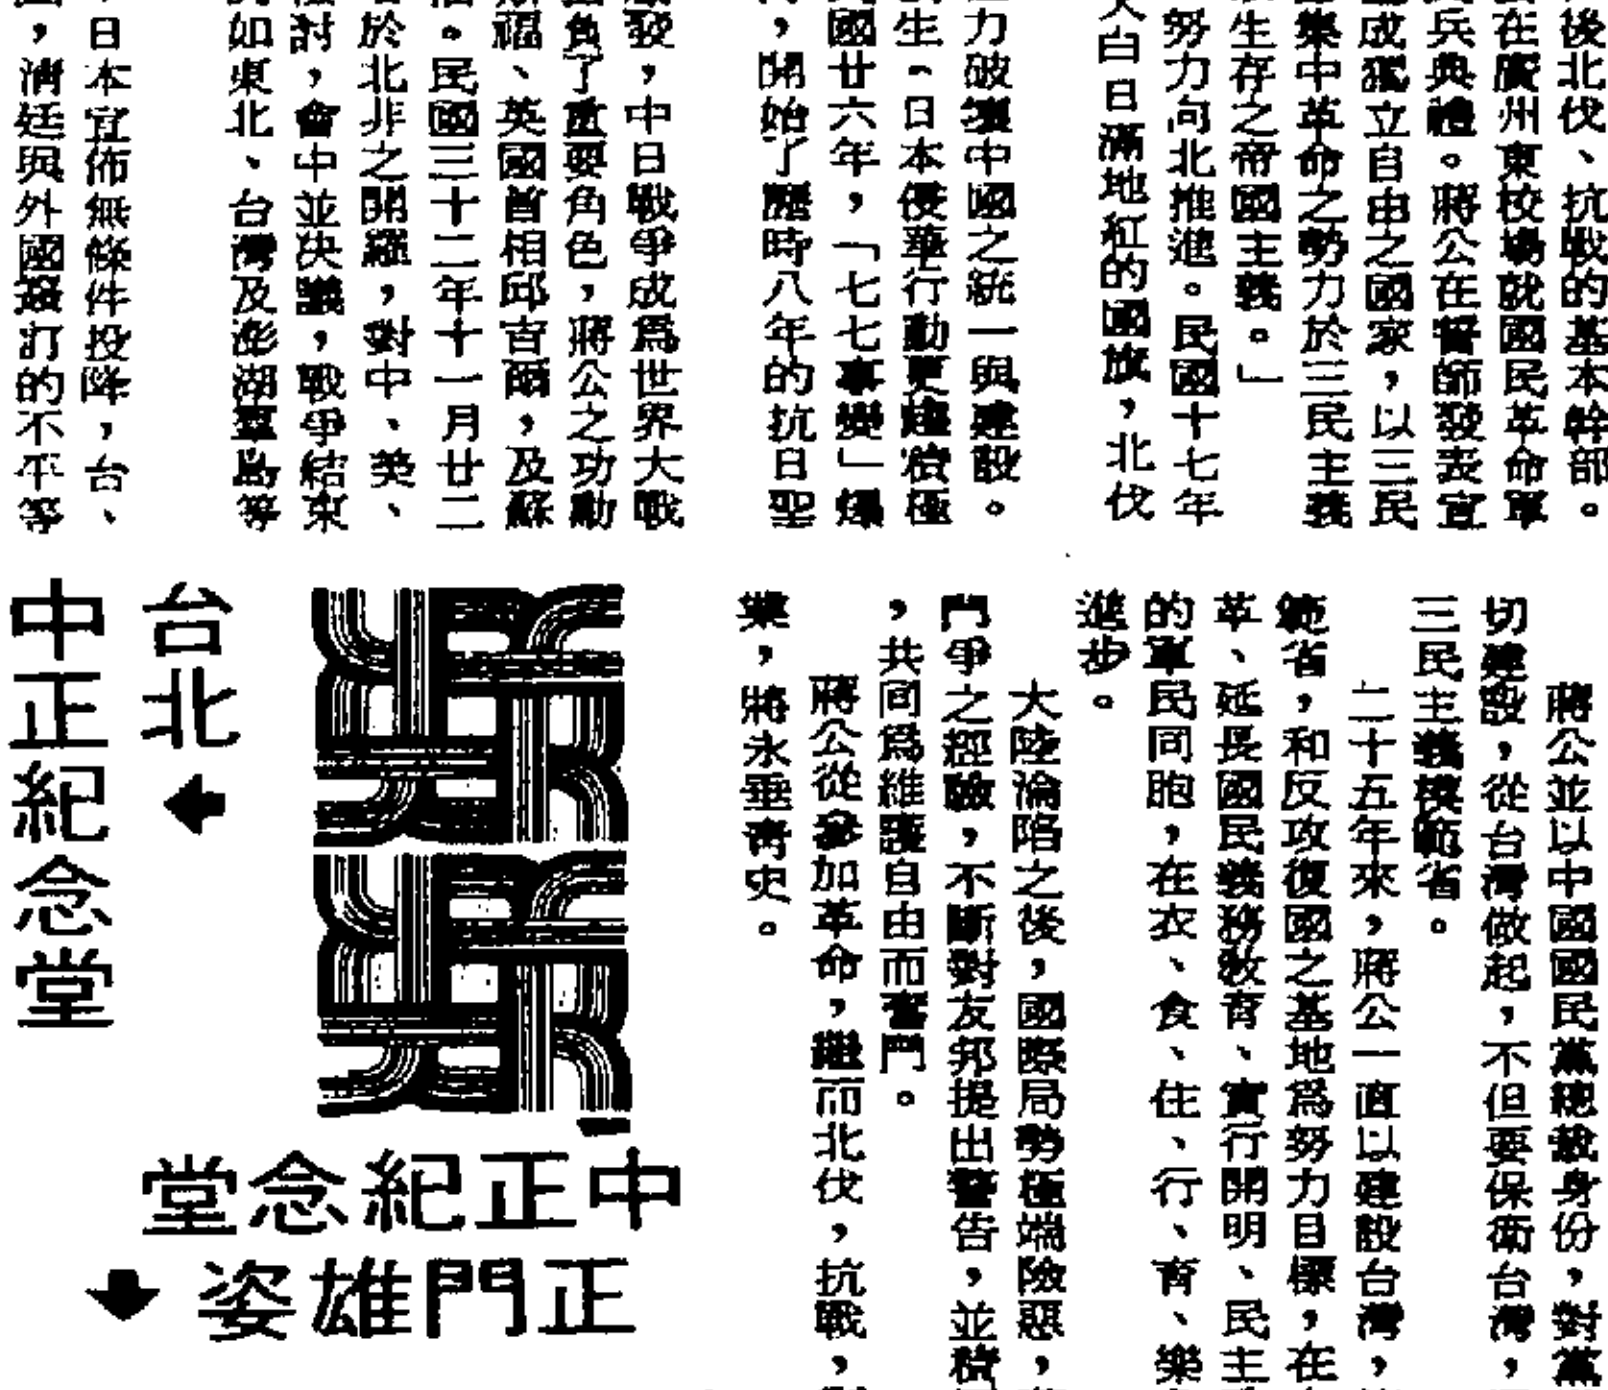 後北伐、抗戰的基本幹部。
在廣州東校場就國民革命軍
兵典禮。蔣公在誓師發表宣
成獨立自由之國家，以三民
集中革命之勢力於三民主義
生存之帝國主義。」
努力向北推進。民國十七年
白日滿地紅的國旗，北伐
力破壞中國之統一與建設。
生，日本侵華行動更趨積極
國廿六年，「七七事變」爆
，開始了歷時八年的抗日聖
發，中日戰爭成爲世界大戰
負了重要角色，蔣公之功勳
福、英國首相邱吉爾，及蘇
。民國三十二年十一月廿二
於北非之開羅，對中、美、
討，會中並決議，戰爭結束
如東北、台灣及澎湖羣島等
日本宣佈無條件投降，台、
，清廷與外國簽訂的不平等
蔣公並以中國國民黨總裁身份，對黨
切建設，從台灣做起，不但要保衛台灣，
三民主義模範省。
二十五年來，蔣公一直以建設台灣，
範省，和反攻復國之基地爲努力目標，在
革、延長國民義務教育、實行開明、民主
的軍民同胞，在衣、食、住、行、育、樂
進步。
大陸淪陷之後，國際局勢極端險惡，
鬥爭之經驗，不斷對友邦提出警告，並積
，共同爲維護自由而奮鬥。
蔣公從參加革命，繼而北伐，抗戰，
業，將永垂青史。
台北
中正紀念堂
堂念紀正中
姿雄門正